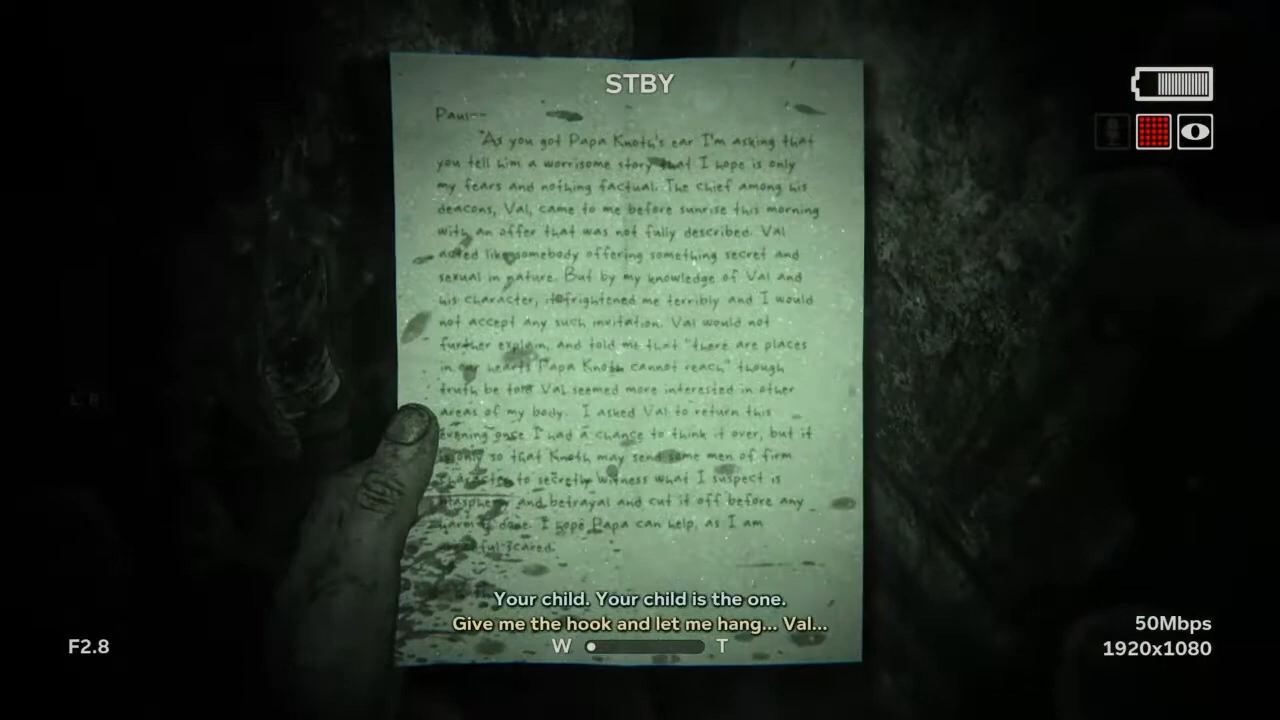 STBY
Paul--
"As you got Papa Knoth's ear I'm asking that
you tell him a worrisome story that I hope is only
my fears and nothing factual. The chief among his
deacons, Val, came to me before sunrise this morning
with an offer that was not fully described. Val
acted like somebody offering something secret and
sexual in nature. But by my knowledge of Val and
his character, it frightened me terribly and I would
not accept any such invitation. Val would not
further explain, and told me that "there are places
in our hearts Papa Knoth cannot reach" though
truth be told Val seemed more interested in other
areas of my body. I asked Val to return this
evening once I had a chance to think it over, but it
is only so that Knoth may send some men of firm
character to secretly witness what I suspect is
blasphemy and betrayal and cut it off before any
harm is done. I hope Papa can help, as I am
scared.
Your child. Your child is the one.
Give me the hook and let me hang... Val...
W T
F2.8
50Mbps
1920x1080